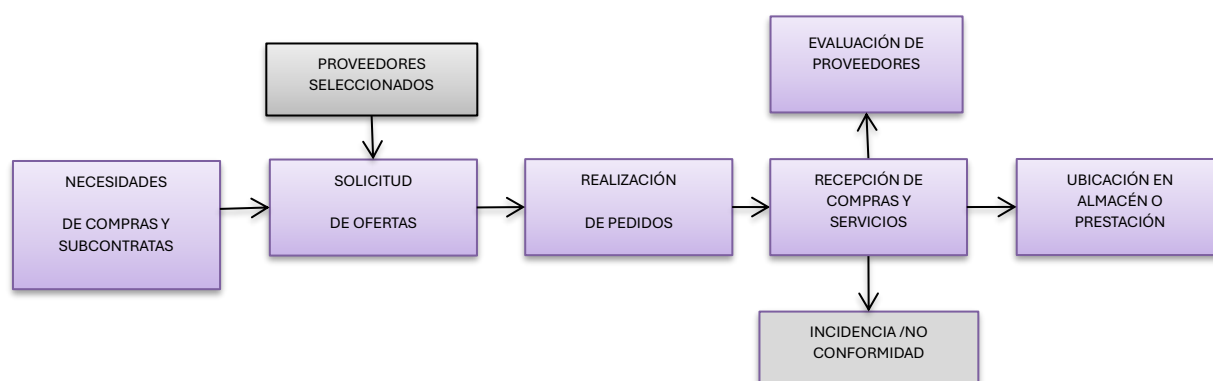 PROVEEDORES
SELECCIONADOS
EVALUACIÓN DE
PROVEEDORES
NECESIDADES
DE COMPRAS Y
SUBCONTRATAS
SOLICITUD
DE OFERTAS
REALIZACIÓN
DE PEDIDOS
RECEPCIÓN DE
COMPRAS Y
SERVICIOS
UBICACIÓN EN
ALMACÉN O
PRESTACIÓN
INCIDENCIA /NO
CONFORMIDAD